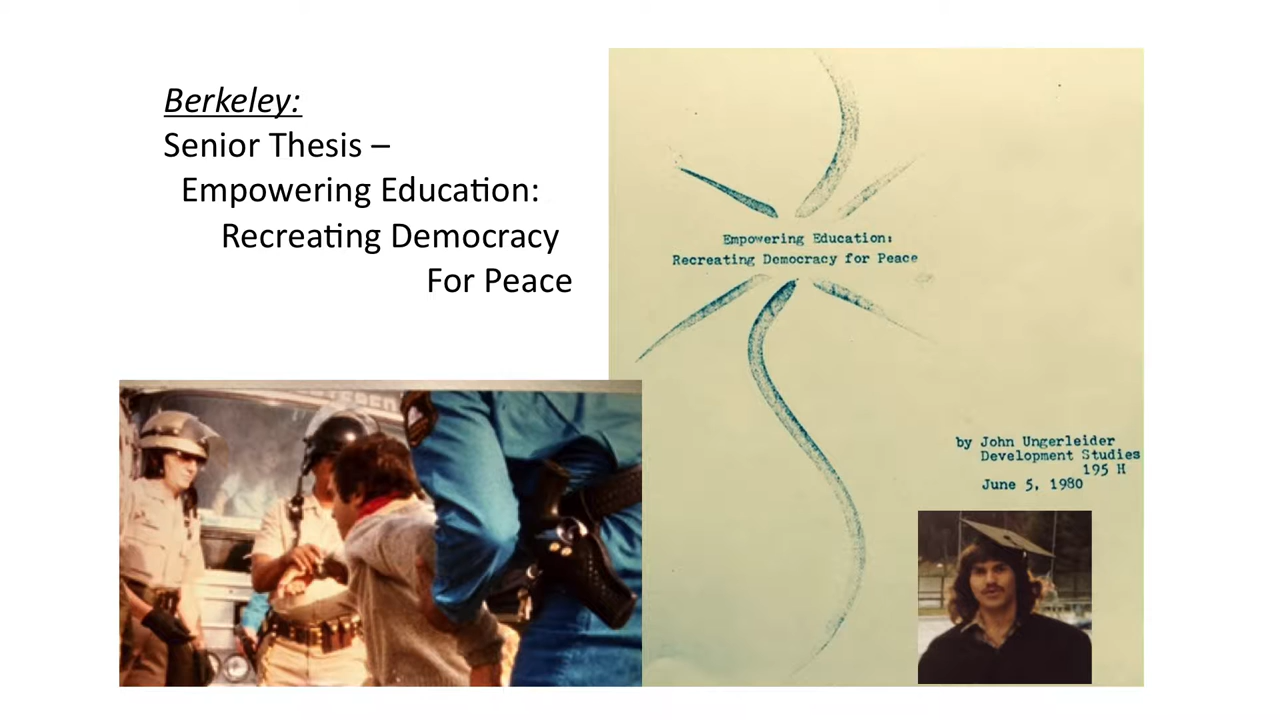 Berkeley:
Senior Thesis –
Empowering Education:
Recreating Democracy
For Peace
Empowering Education:
Recreating Democracy for Peace
by John Ungerleider
Development Studies
195 H
June 5, 1980